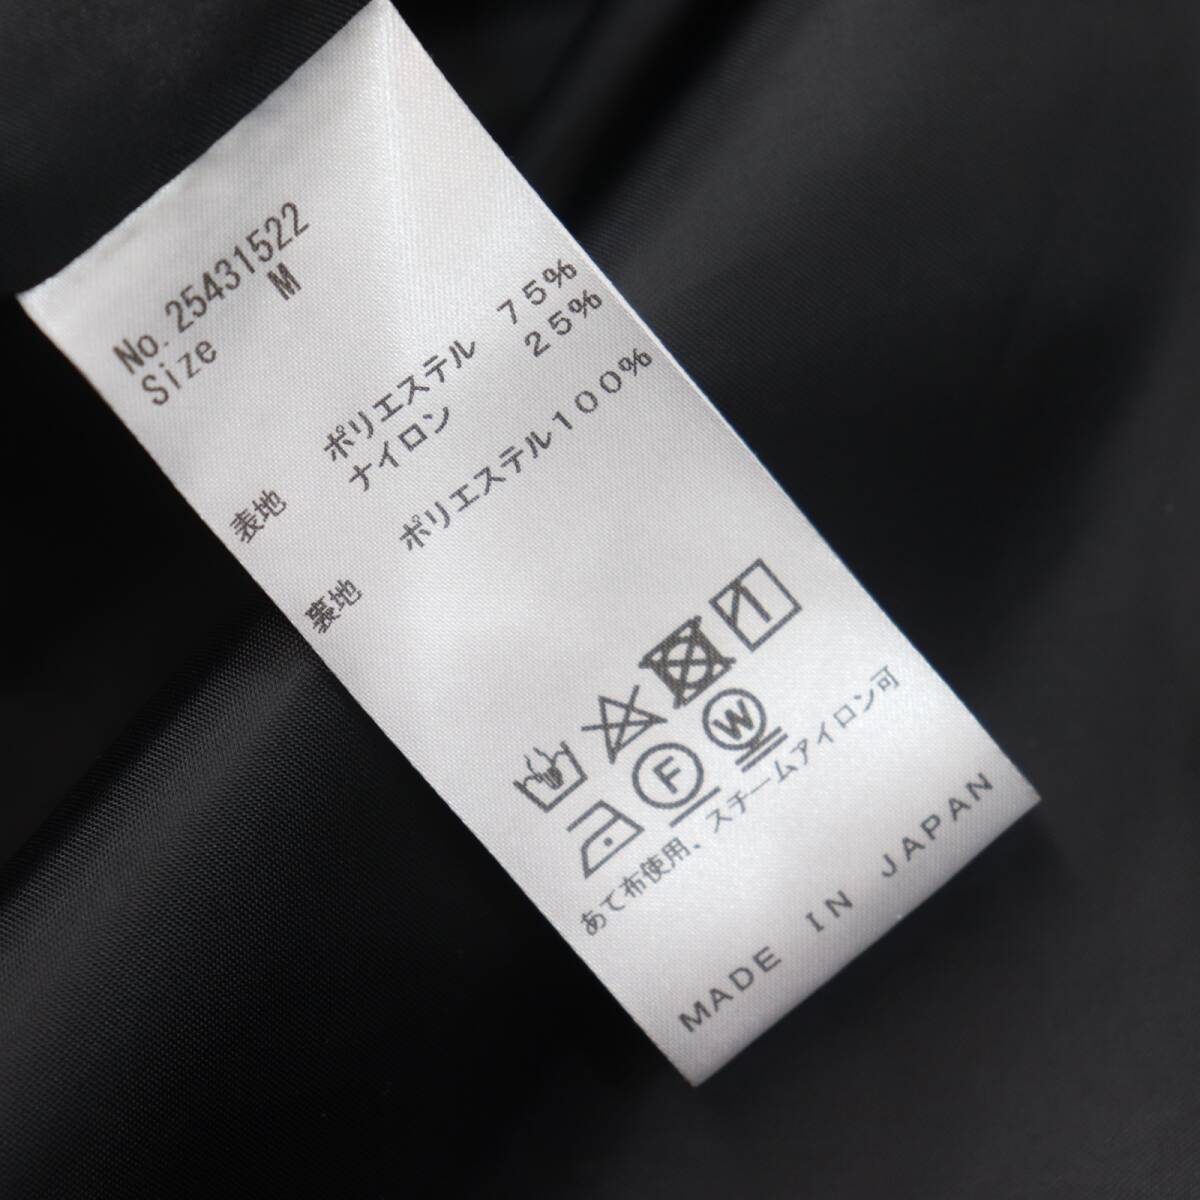 No.25431522
Size M
表地 ポリエステル 75%
ナイロン 25%
裏地 ポリエステル100%
F W
あて布使用、スチームアイロン可
MADE IN JAPAN